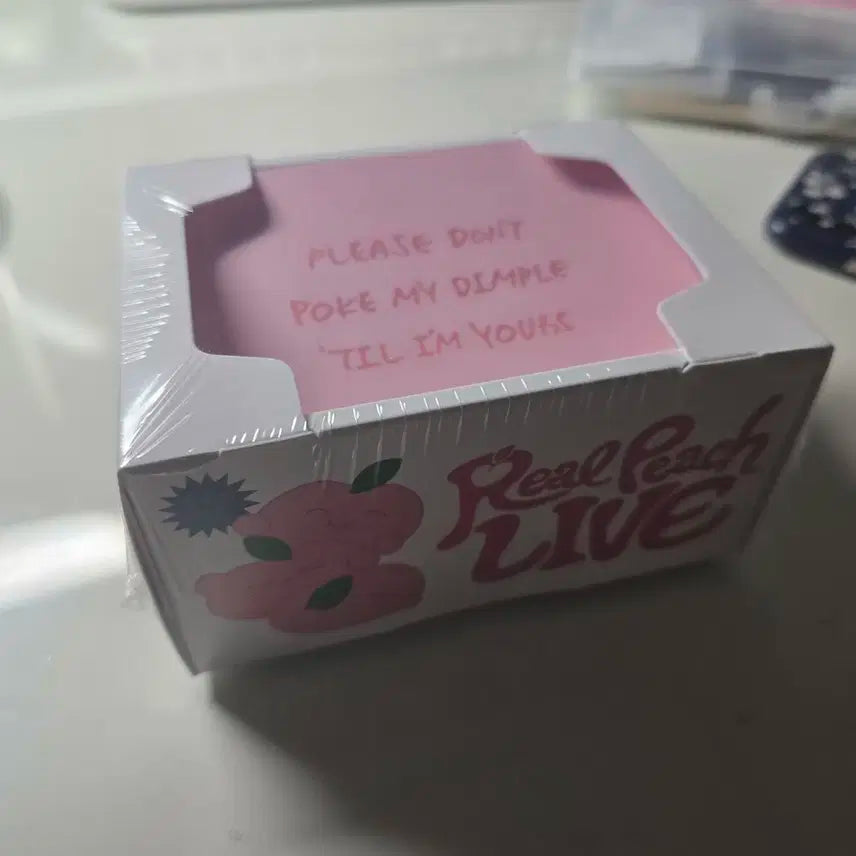 PLEASE DON'T
POKE MY DIMPLE
'TIL I'M YOURS
Real Peach
LIVE